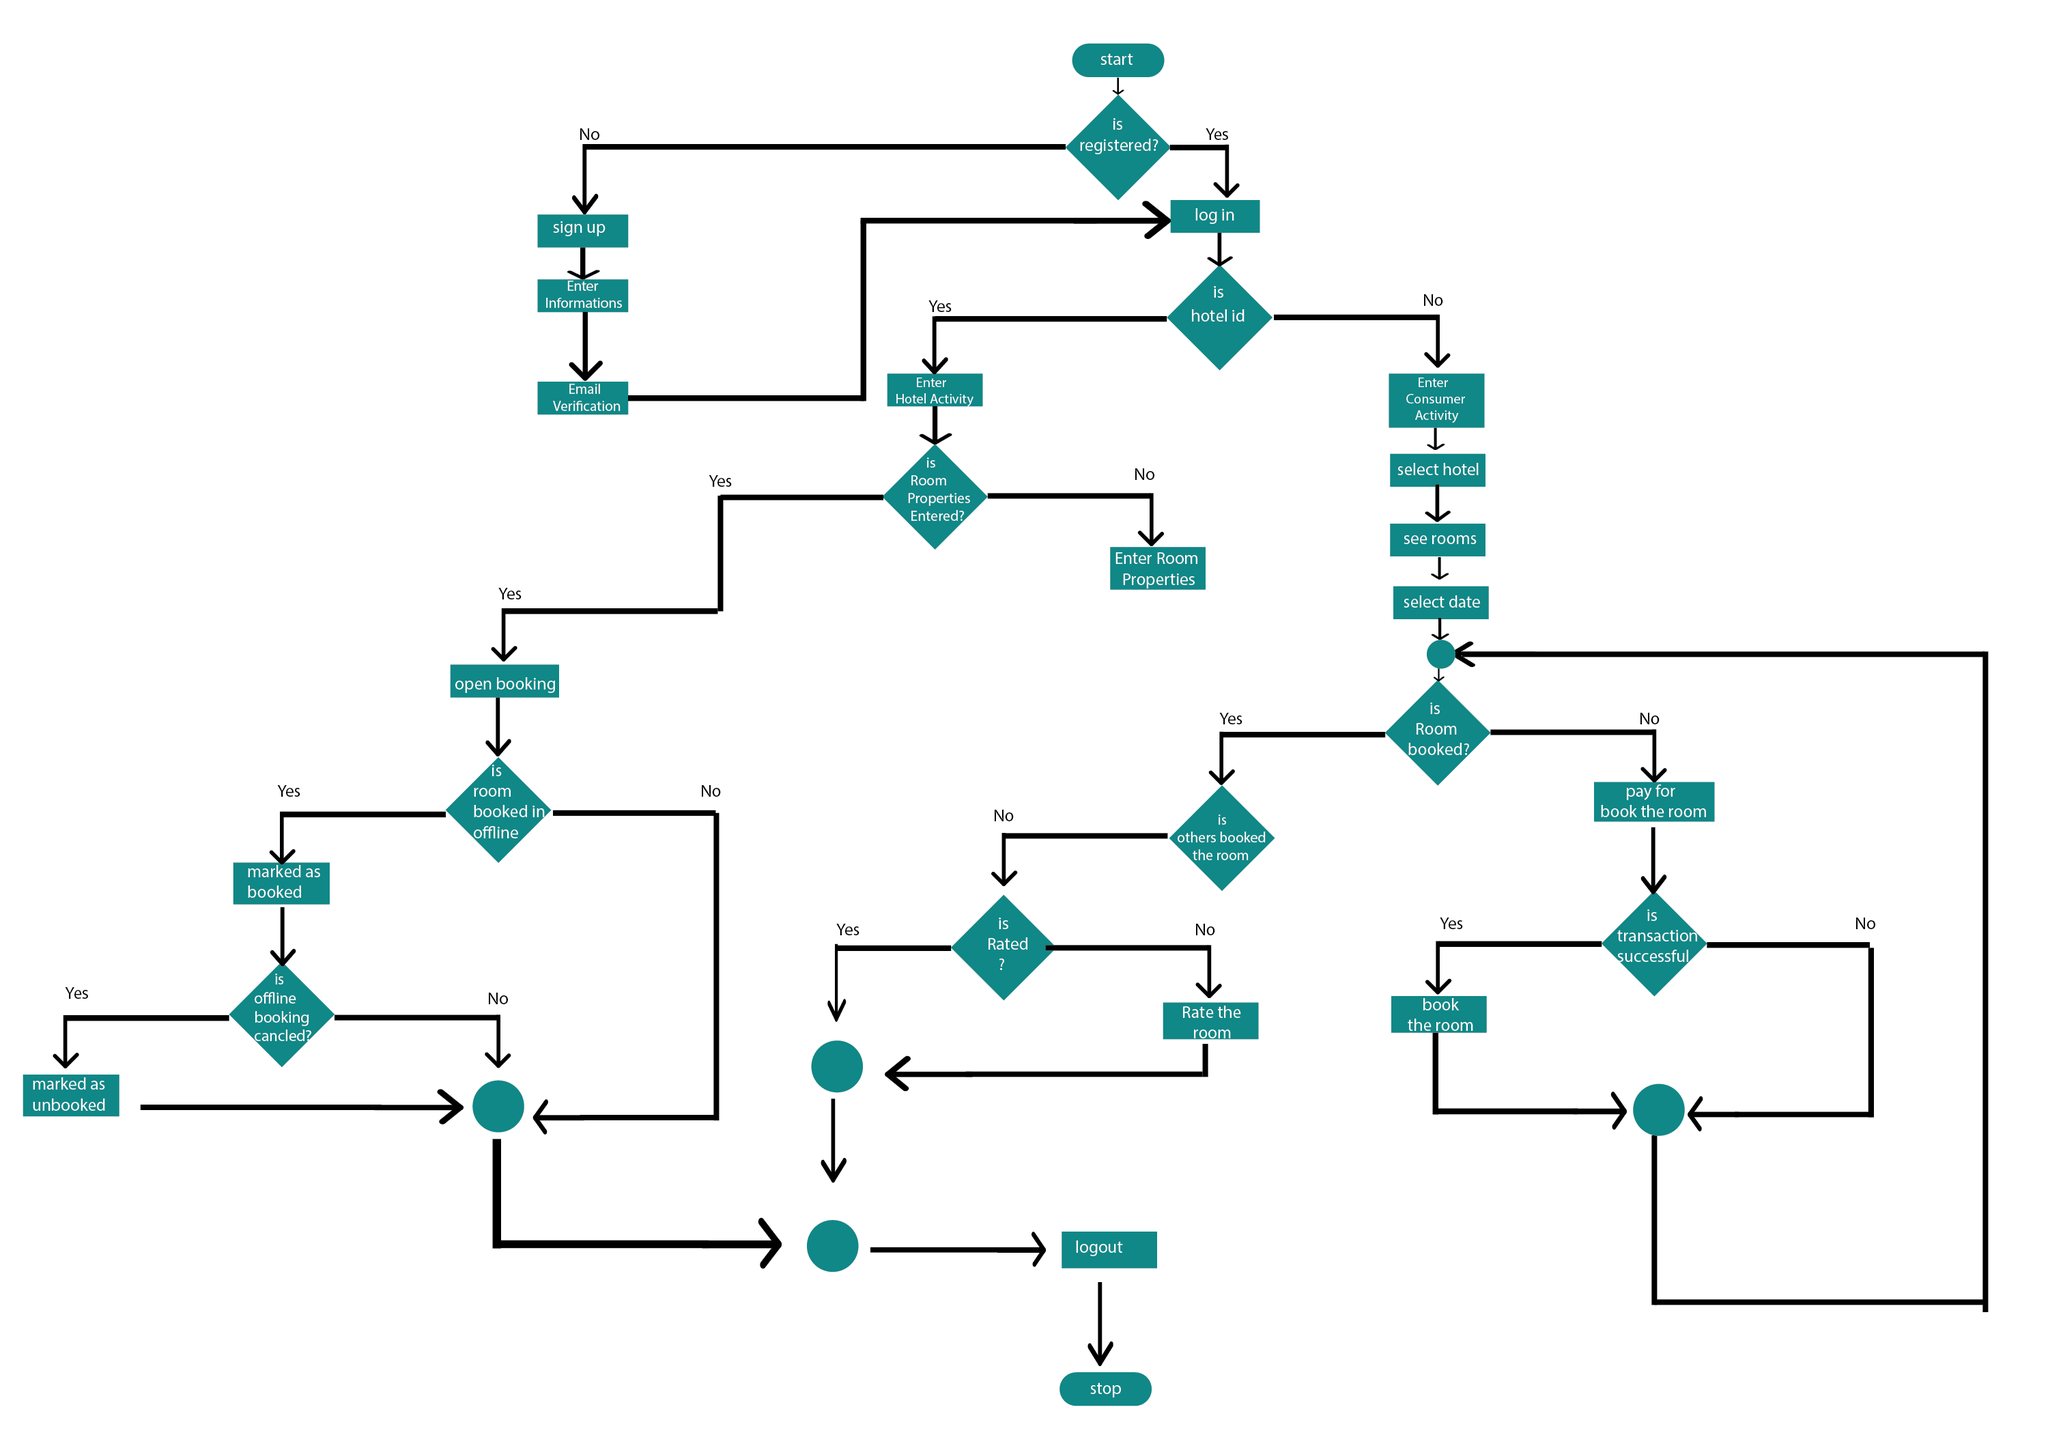 start
is
registered?
No
Yes
sign up
log in
Enter
Informations
is
hotel id
Yes
No
Email
Verification
Enter
Hotel Activity
Enter
Consumer
Activity
is
Room
Properties
Entered?
Yes
No
select hotel
see rooms
Enter Room
Properties
Yes
select date
open booking
is
Room
booked?
Yes
No
is
room
booked in
offline
Yes
No
pay for
book the room
is
others booked
the room
No
marked as
booked
is
Rated
?
Yes
No
is
transaction
successful
Yes
No
is
offline
booking
cancled?
Yes
No
Rate the
room
book
the room
marked as
unbooked
logout
stop